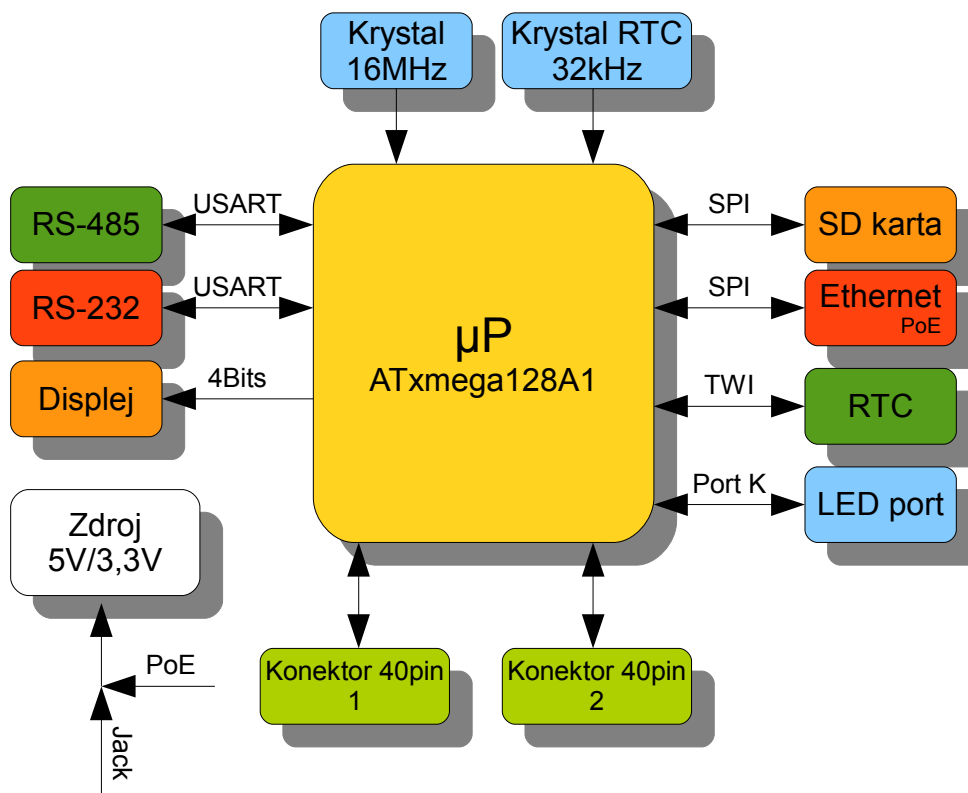 Krystal
16MHz
Krystal RTC
32kHz
RS-485
USART
SPI
SD karta
RS-232
USART
SPI
Ethernet
PoE
µP
ATxmega128A1
Displej
4Bits
TWI
RTC
Port K
LED port
Zdroj
5V/3,3V
PoE
Jack
Konektor 40pin
1
Konektor 40pin
2